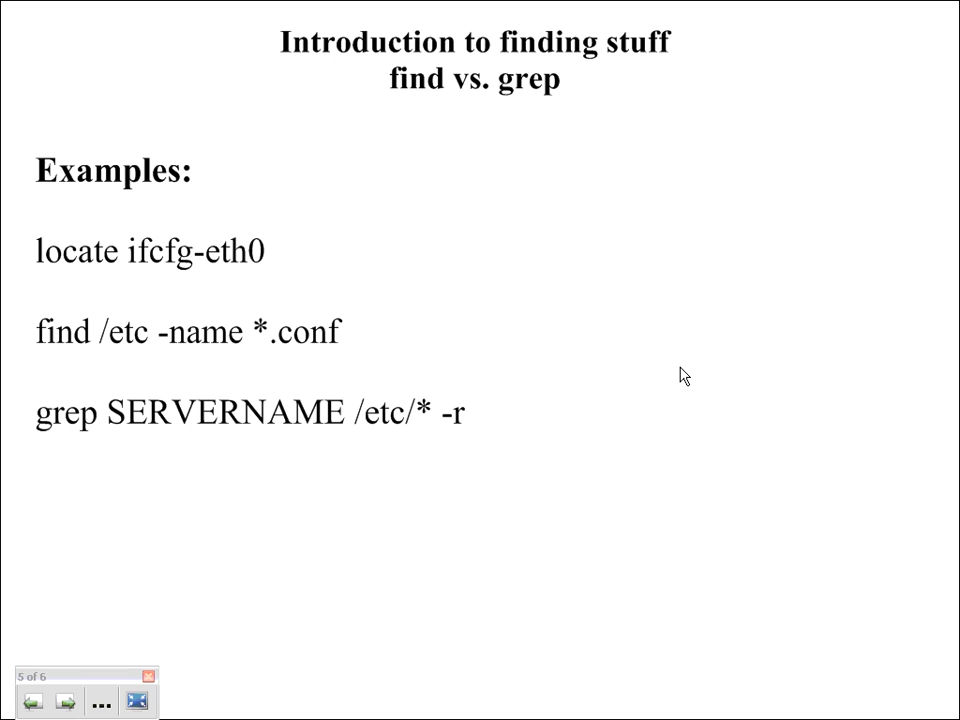 Introduction to finding stuff
find vs. grep
Examples:
locate ifcfg-eth0
find /etc -name *.conf
grep SERVERNAME /etc/* -r
5 of 6
...